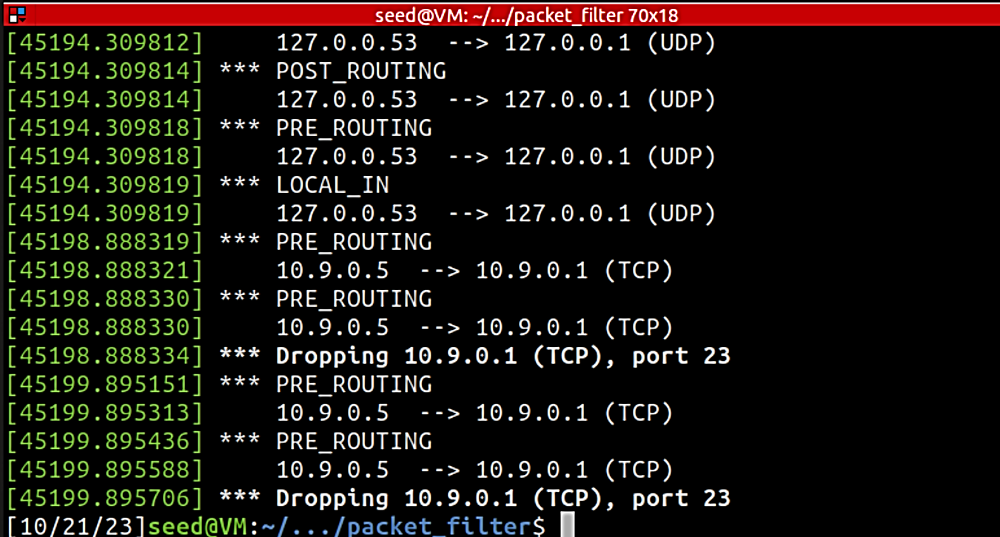 seed@VM: ~/.../packet_filter 70x18
[45194.309812]     127.0.0.53  --> 127.0.0.1 (UDP)
[45194.309814] *** POST_ROUTING
[45194.309814]     127.0.0.53  --> 127.0.0.1 (UDP)
[45194.309818] *** PRE_ROUTING
[45194.309818]     127.0.0.53  --> 127.0.0.1 (UDP)
[45194.309819] *** LOCAL_IN
[45194.309819]     127.0.0.53  --> 127.0.0.1 (UDP)
[45198.888319] *** PRE_ROUTING
[45198.888321]     10.9.0.5  --> 10.9.0.1 (TCP)
[45198.888330] *** PRE_ROUTING
[45198.888330]     10.9.0.5  --> 10.9.0.1 (TCP)
[45198.888334] *** Dropping 10.9.0.1 (TCP), port 23
[45199.895151] *** PRE_ROUTING
[45199.895313]     10.9.0.5  --> 10.9.0.1 (TCP)
[45199.895436] *** PRE_ROUTING
[45199.895588]     10.9.0.5  --> 10.9.0.1 (TCP)
[45199.895706] *** Dropping 10.9.0.1 (TCP), port 23
[10/21/23]seed@VM:~/.../packet_filter$